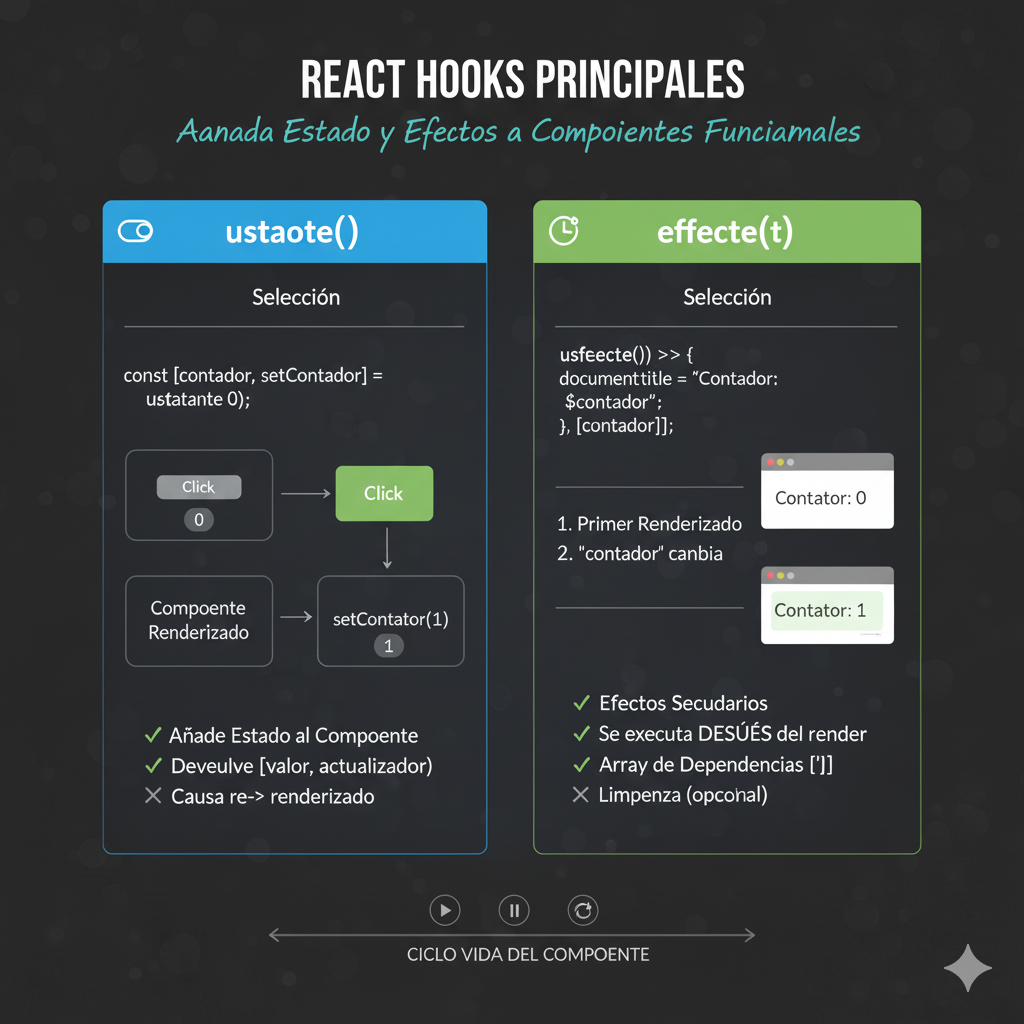 REACT HOOKS PRINCIPALES
Aanada Estado y Efectos a Compoientes Funciamales
ustaote()
Selección
const [contador, setContador] =
ustatante 0);
Click
0
Click
Compoente
Renderizado
setContator(1)
1
Añade Estado al Compoente
Deveulve [valor, actualizador)
Causa re-> renderizado
effecte(t)
Selección
usfeecte()) >> {
documenttitle = "Contador:
$contador";
}, [contador]];
1. Primer Renderizado
2. "contador" canbia
Contator: 0
Contator: 1
Efectos Secudarios
Se executa DESÚÉS del render
Array de Dependencias [']]
Limpenza (opconal)
CICLO VIDA DEL COMPOENTE